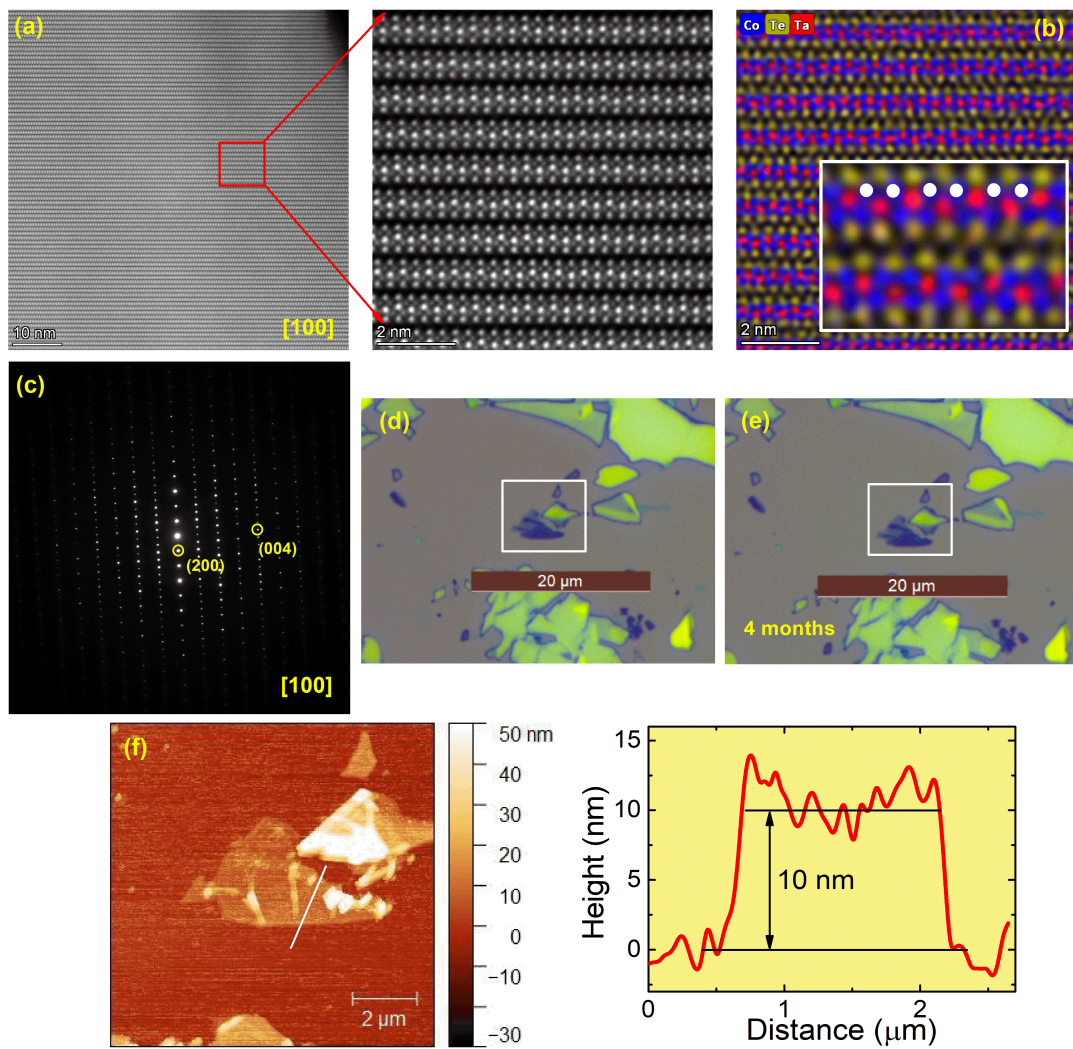 (a)
10 nm
[100]
2 nm
Co Te Ta
(b)
2 nm
(c)
(200)
(004)
[100]
(d)
20 µm
(e)
20 µm
4 months
(f)
2 µm
50 nm
40
30
20
10
0
−10
−20
−30
Height (nm)
15
10
5
0
10 nm
0
1
2
Distance (µm)